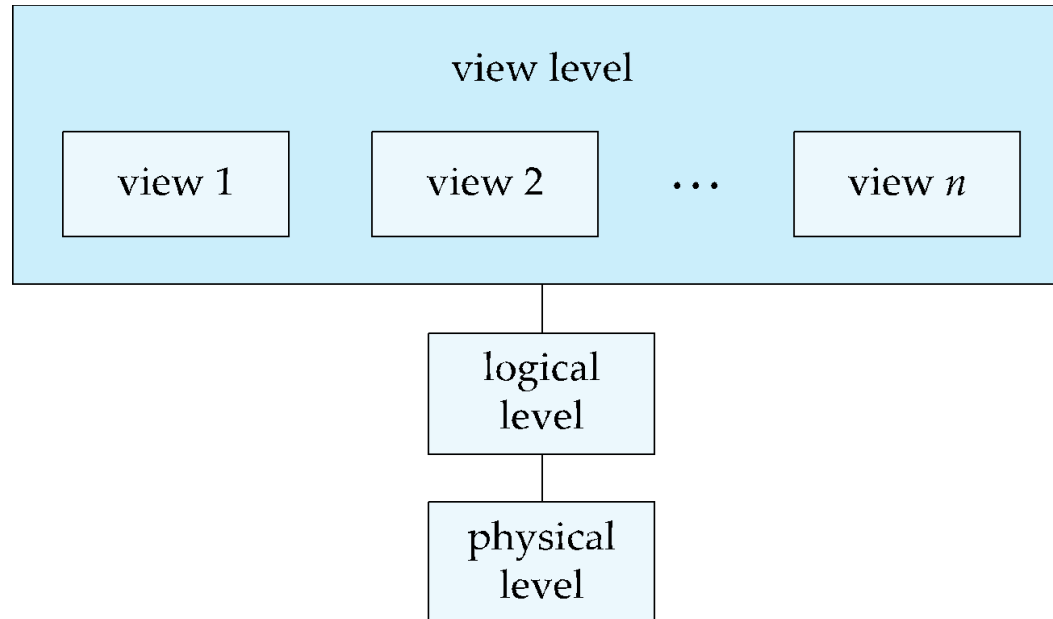 view level
view 1
view 2
...
view n
logical
level
physical
level